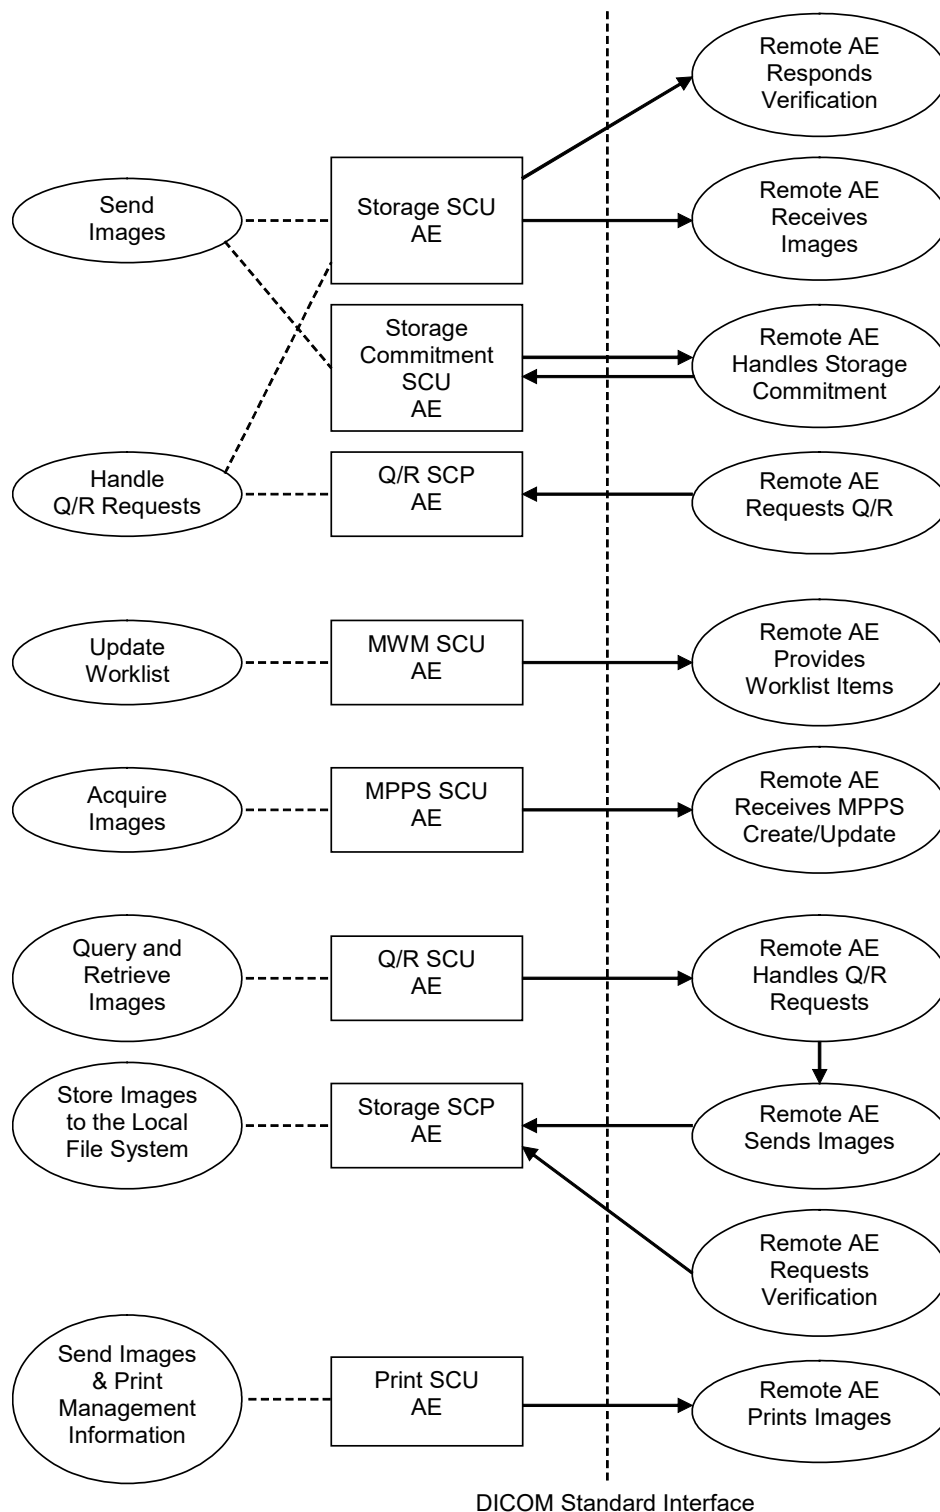 Remote AE
Responds
Verification
Send
Images
Storage SCU
AE
Remote AE
Receives
Images
Storage
Commitment
SCU
AE
Remote AE
Handles Storage
Commitment
Handle
Q/R Requests
Q/R SCP
AE
Remote AE
Requests Q/R
Update
Worklist
MWM SCU
AE
Remote AE
Provides
Worklist Items
Acquire
Images
MPPS SCU
AE
Remote AE
Receives MPPS
Create/Update
Query and
Retrieve
Images
Q/R SCU
AE
Remote AE
Handles Q/R
Requests
Store Images
to the Local
File System
Storage SCP
AE
Remote AE
Sends Images
Remote AE
Requests
Verification
Send Images
& Print
Management
Information
Print SCU
AE
Remote AE
Prints Images
DICOM Standard Interface